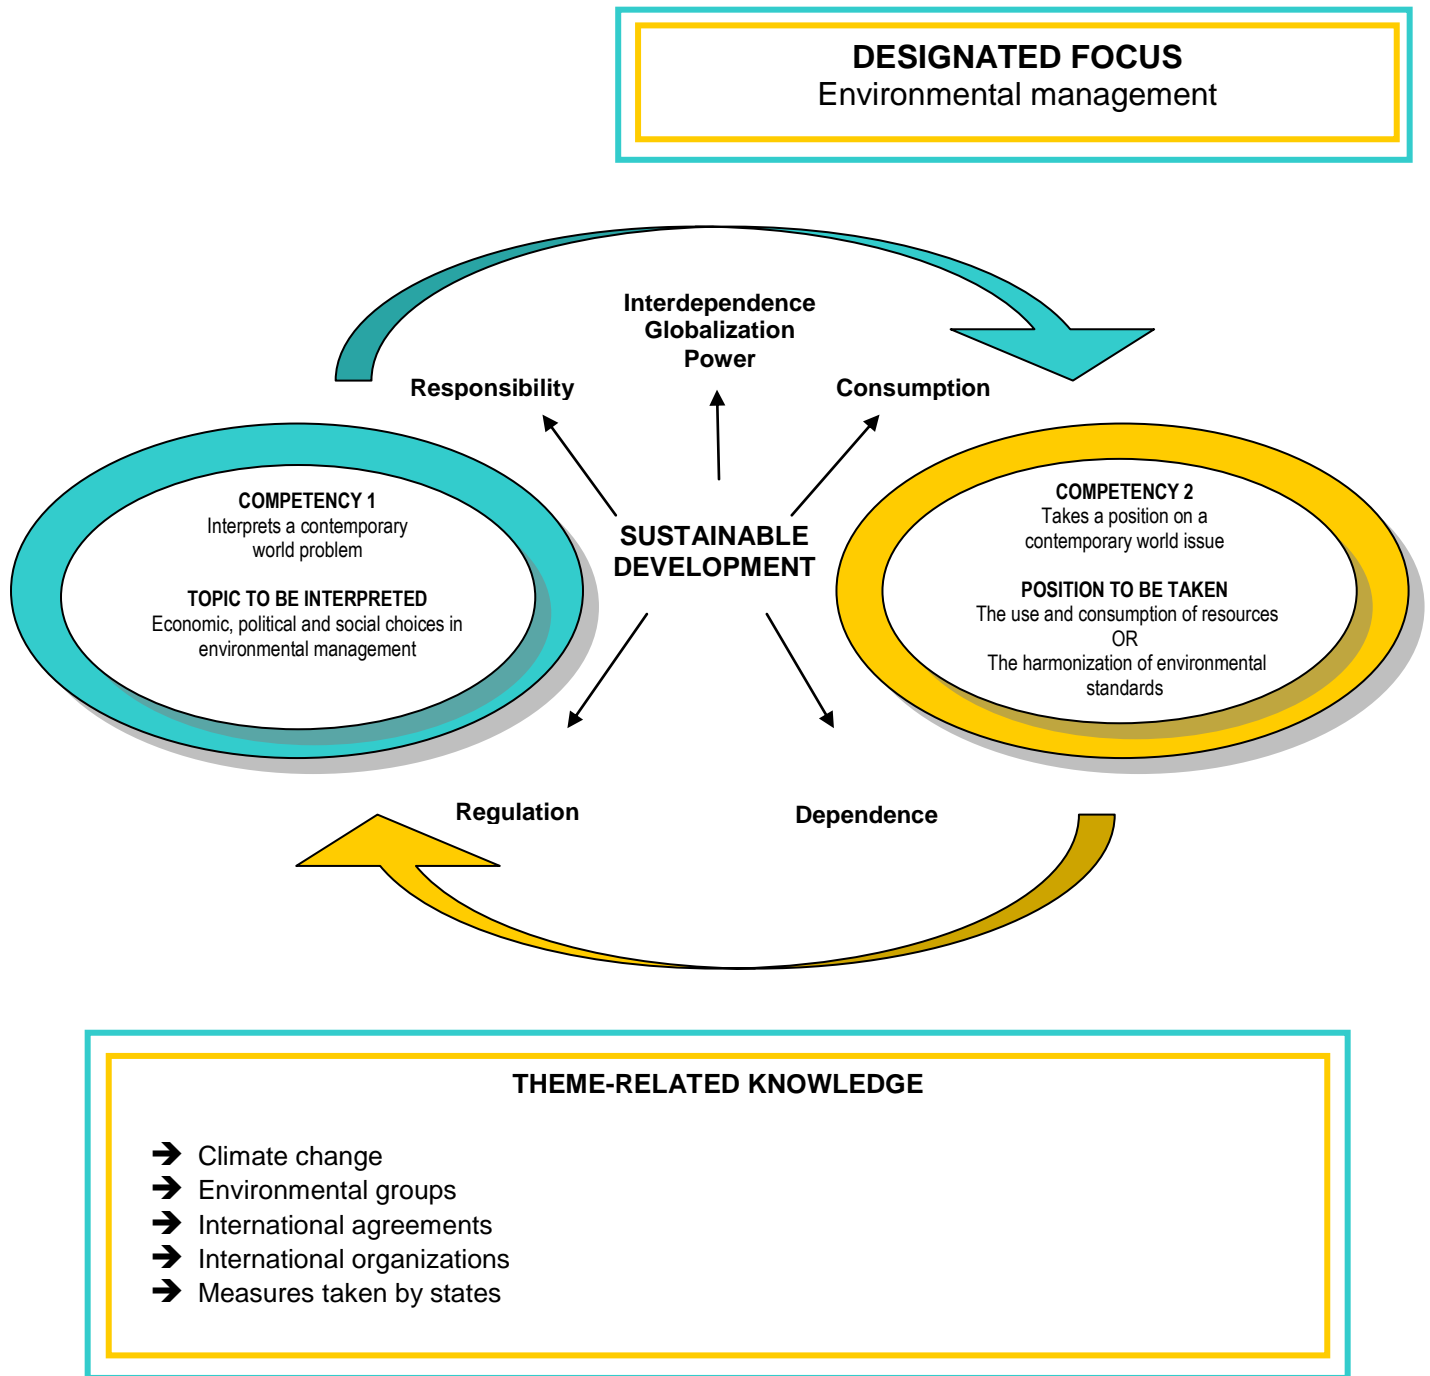 DESIGNATED FOCUS
Environmental management
Interdependence
Globalization
Power
Responsibility
Consumption
COMPETENCY 1
Interprets a contemporary
world problem
TOPIC TO BE INTERPRETED
Economic, political and social choices in
environmental management
SUSTAINABLE
DEVELOPMENT
COMPETENCY 2
Takes a position on a
contemporary world issue
POSITION TO BE TAKEN
The use and consumption of resources
OR
The harmonization of environmental
standards
Regulation
Dependence
THEME-RELATED KNOWLEDGE
➔ Climate change
➔ Environmental groups
➔ International agreements
➔ International organizations
➔ Measures taken by states